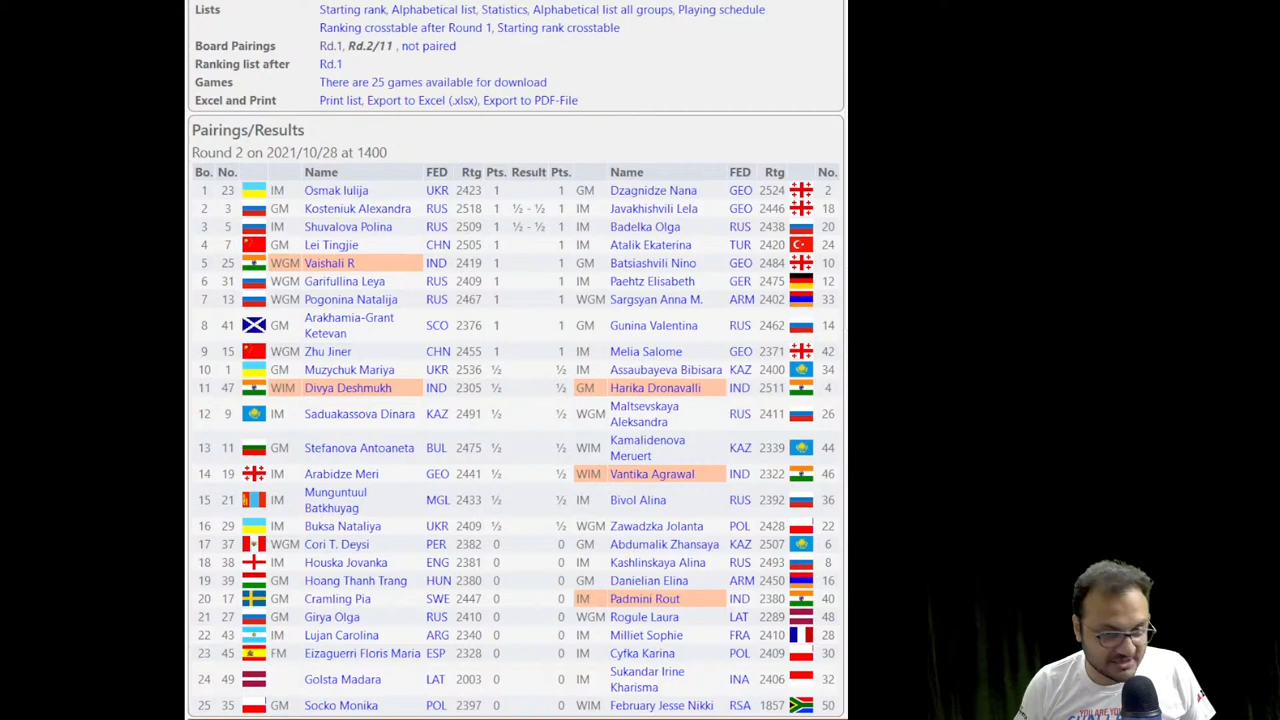 Lists Starting rank, Alphabetical list, Statistics, Alphabetical list all groups, Playing schedule
Ranking crosstable after Round 1, Starting rank crosstable
Board Pairings Rd.1, Rd.2/11 , not paired
Ranking list after Rd.1
Games There are 25 games available for download
Excel and Print Print list, Export to Excel (.xlsx), Export to PDF-File
Pairings/Results
Round 2 on 2021/10/28 at 1400
Bo. No. Name FED Rtg Pts. Result Pts. Name FED Rtg No.
1 23 IM Osmak Iulija UKR 2423 1 1 GM Dzagnidze Nana GEO 2524 2
2 3 GM Kosteniuk Alexandra RUS 2518 1 ½ - ½ 1 IM Javakhishvili Lela GEO 2446 18
3 5 IM Shuvalova Polina RUS 2509 1 ½ - ½ 1 IM Badelka Olga RUS 2438 20
4 7 GM Lei Tingjie CHN 2505 1 1 IM Atalik Ekaterina TUR 2420 24
5 25 WGM Vaishali R IND 2419 1 1 GM Batsiashvili Nino GEO 2484 10
6 31 WGM Garifullina Leya RUS 2409 1 1 IM Paehtz Elisabeth GER 2475 12
7 13 WGM Pogonina Natalija RUS 2467 1 1 WGM Sargsyan Anna M. ARM 2402 33
8 41 GM Arakhamia-Grant Ketevan SCO 2376 1 1 GM Gunina Valentina RUS 2462 14
9 15 WGM Zhu Jiner CHN 2455 1 1 IM Melia Salome GEO 2371 42
10 1 GM Muzychuk Mariya UKR 2536 ½ ½ IM Assaubayeva Bibisara KAZ 2400 34
11 47 WIM Divya Deshmukh IND 2305 ½ ½ GM Harika Dronavalli IND 2511 4
12 9 IM Saduakassova Dinara KAZ 2491 ½ ½ WGM Maltsevskaya Aleksandra RUS 2411 26
13 11 GM Stefanova Antoaneta BUL 2475 ½ ½ WIM Kamalidenova Meruert KAZ 2339 44
14 19 IM Arabidze Meri GEO 2441 ½ ½ WIM Vantika Agrawal IND 2322 46
15 21 IM Munguntuul Batkhuyag MGL 2433 ½ ½ IM Bivol Alina RUS 2392 36
16 29 IM Buksa Nataliya UKR 2409 ½ ½ WGM Zawadzka Jolanta POL 2428 22
17 37 WGM Cori T. Deysi PER 2382 0 0 GM Abdumalik Zhansaya KAZ 2507 6
18 38 IM Houska Jovanka ENG 2381 0 0 IM Kashlinskaya Alina RUS 2493 8
19 39 GM Hoang Thanh Trang HUN 2380 0 0 GM Danielian Elina ARM 2450 16
20 17 GM Cramling Pia SWE 2447 0 0 IM Padmini Rout IND 2380 40
21 27 GM Girya Olga RUS 2410 0 0 WGM Rogule Laura LAT 2289 48
22 43 IM Lujan Carolina ARG 2340 0 0 IM Milliet Sophie FRA 2410 28
23 45 FM Eizaguerri Floris Maria ESP 2328 0 0 IM Cyfka Karina POL 2409 30
24 49 Golsta Madara LAT 2003 0 0 IM Sukandar Irine Kharisma INA 2406 32
25 35 GM Socko Monika POL 2397 0 0 WIM February Jesse Nikki RSA 1857 50